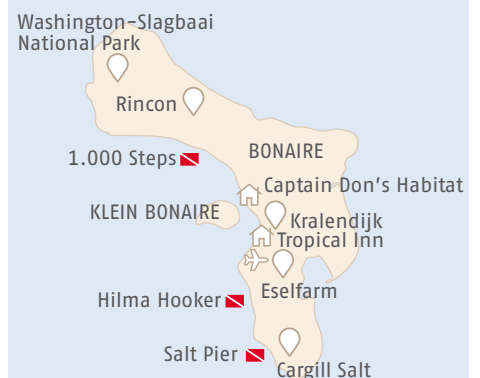 Washington-Slagbaai
National Park
Rincon
1.000 Steps
BONAIRE
Captain Don's Habitat
KLEIN BONAIRE
Kralendijk
Tropical Inn
Eselfarm
Hilma Hooker
Salt Pier
Cargill Salt